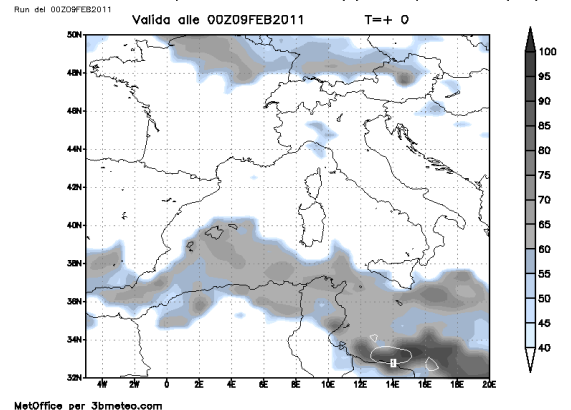 Run del 00Z09FEB2011
Valida alle 00Z09FEB2011 T=+ 0
50N
48N
46N
44N
42N
40N
38N
36N
34N
32N
4W 2W 0 2E 4E 6E 8E 10E 12E 14E 16E 18E 20E
100
95
90
85
80
75
70
65
60
55
50
45
40
1
MetOffice per 3bmeteo.com